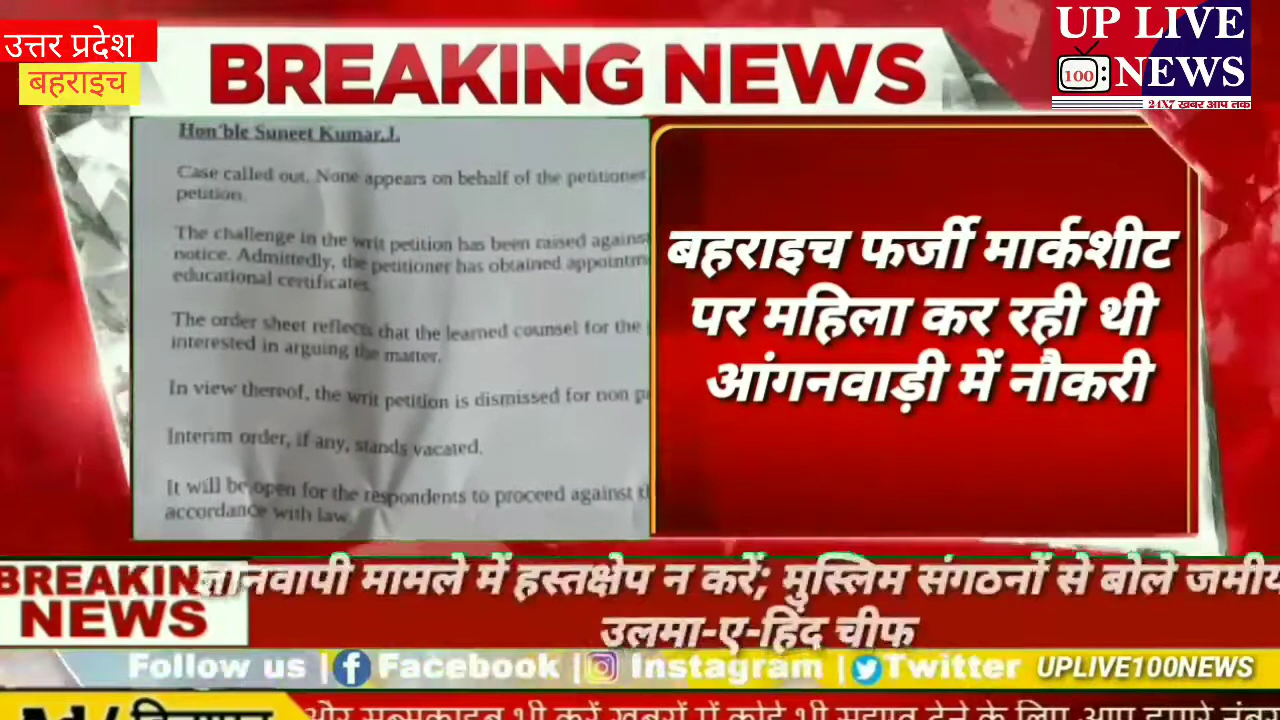 उत्तर प्रदेश
बहराइच
BREAKING NEWS
UP LIVE
100 NEWS
24X7 खबर आप तक
Hon'ble Suneet Kumar,J.
Case called out. None appears on behalf of the petitioner
petition.
The challenge in the writ petition has been raised against
notice. Admittedly, the petitioner has obtained
educational certificates
The order sheet reflects that the learned counsel for the
interested in arguing the matter.
In view thereof, the writ petition is dismissed for non
Interim order, if any, stands vacated.
It will be open for the respondents to proceed against
accordance with law.
बहराइच फर्जी मार्कशीट
पर महिला कर रही थी
आंगनवाड़ी में नौकरी
BREAKING
NEWS
मामले में हस्तक्षेप न करें; मुस्लिम संगठनों से बोले
उलमा-ए-हिंद चीफ
Follow us | Facebook | Instagram | Twitter UPLIVE100NEWS